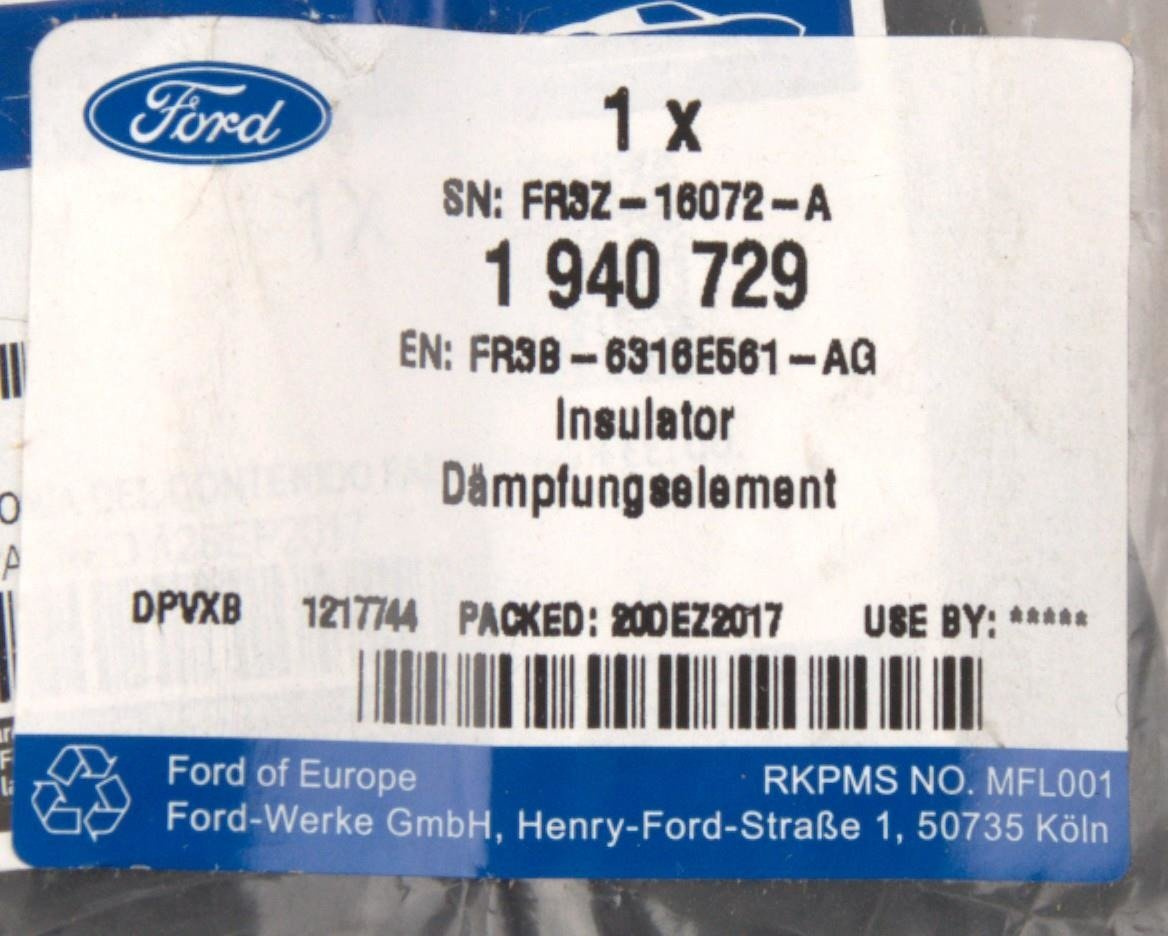 Ford
1 x
SN: FR3Z-16072-A
1 940 729
EN: FR3B-6316E561-AG
Insulator
Dämpfungselement
DPVXB 1217744 PACKED: 20DEZ2017 USE BY: *****
Ford of Europe RKPMS NO. MFL001
Ford-Werke GmbH, Henry-Ford-Straße 1, 50735 Köln